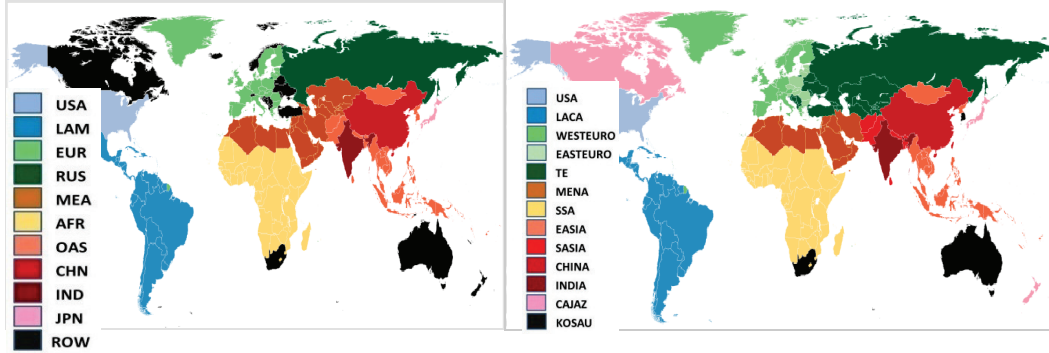 USA
LAM
EUR
RUS
MEA
AFR
OAS
CHN
IND
JPN
ROW
USA
LACA
WESTEURO
EASTEURO
TE
MENA
SSA
EASIA
SASIA
CHINA
INDIA
CAJAZ
KOSAU